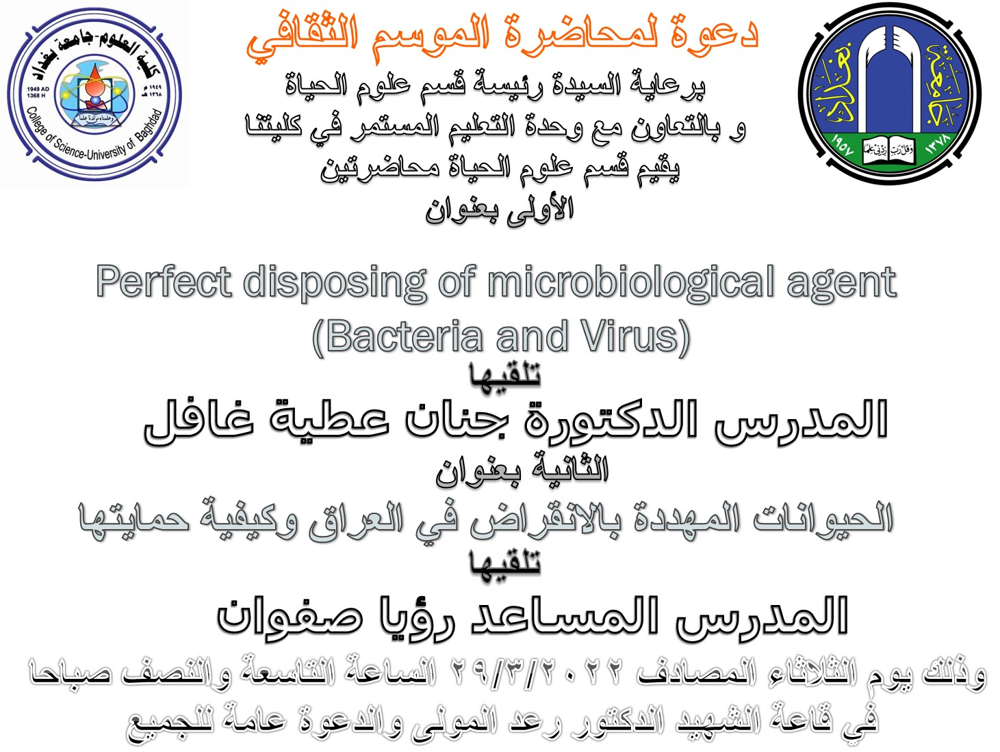 كلية العلوم-جامعة بغداد
1949 AD
1368 H
١٩٤٩ م
١٣٦٨ هـ
وعلمناه من لدنا علما
College of Science-University of Baghdad
جامعة بغداد
١٩٥٧
١٣٧٨
وَقُل رَبِّ زِدْنِي عِلْمًا
دعوة لمحاضرة الموسم الثقافي
برعاية السيدة رئيسة قسم علوم الحياة
و بالتعاون مع وحدة التعليم المستمر في كليتنا
يقيم قسم علوم الحياة محاضرتين
الأولى بعنوان
Perfect disposing of microbiological agent
(Bacteria and Virus)
تلقيها
المدرس الدكتورة جنان عطية غافل
الثانية بعنوان
الحيوانات المهددة بالانقراض في العراق وكيفية حمايتها
تلقيها
المدرس المساعد رؤيا صفوان
وذلك يوم الثلاثاء المصادف ٢٩/٣/٢٠٢٢ الساعة التاسعة والنصف صباحا
في قاعة الشهيد الدكتور رعد المولى والدعوة عامة للجميع